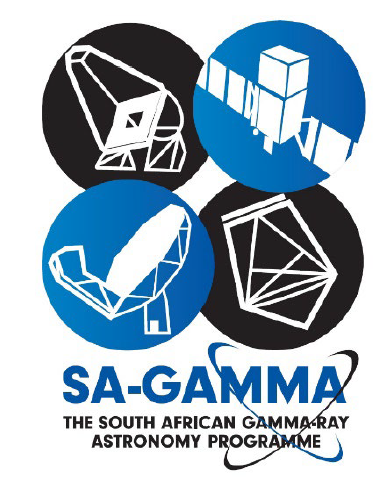 SA-GAMMA
THE SOUTH AFRICAN GAMMA-RAY
ASTRONOMY PROGRAMME